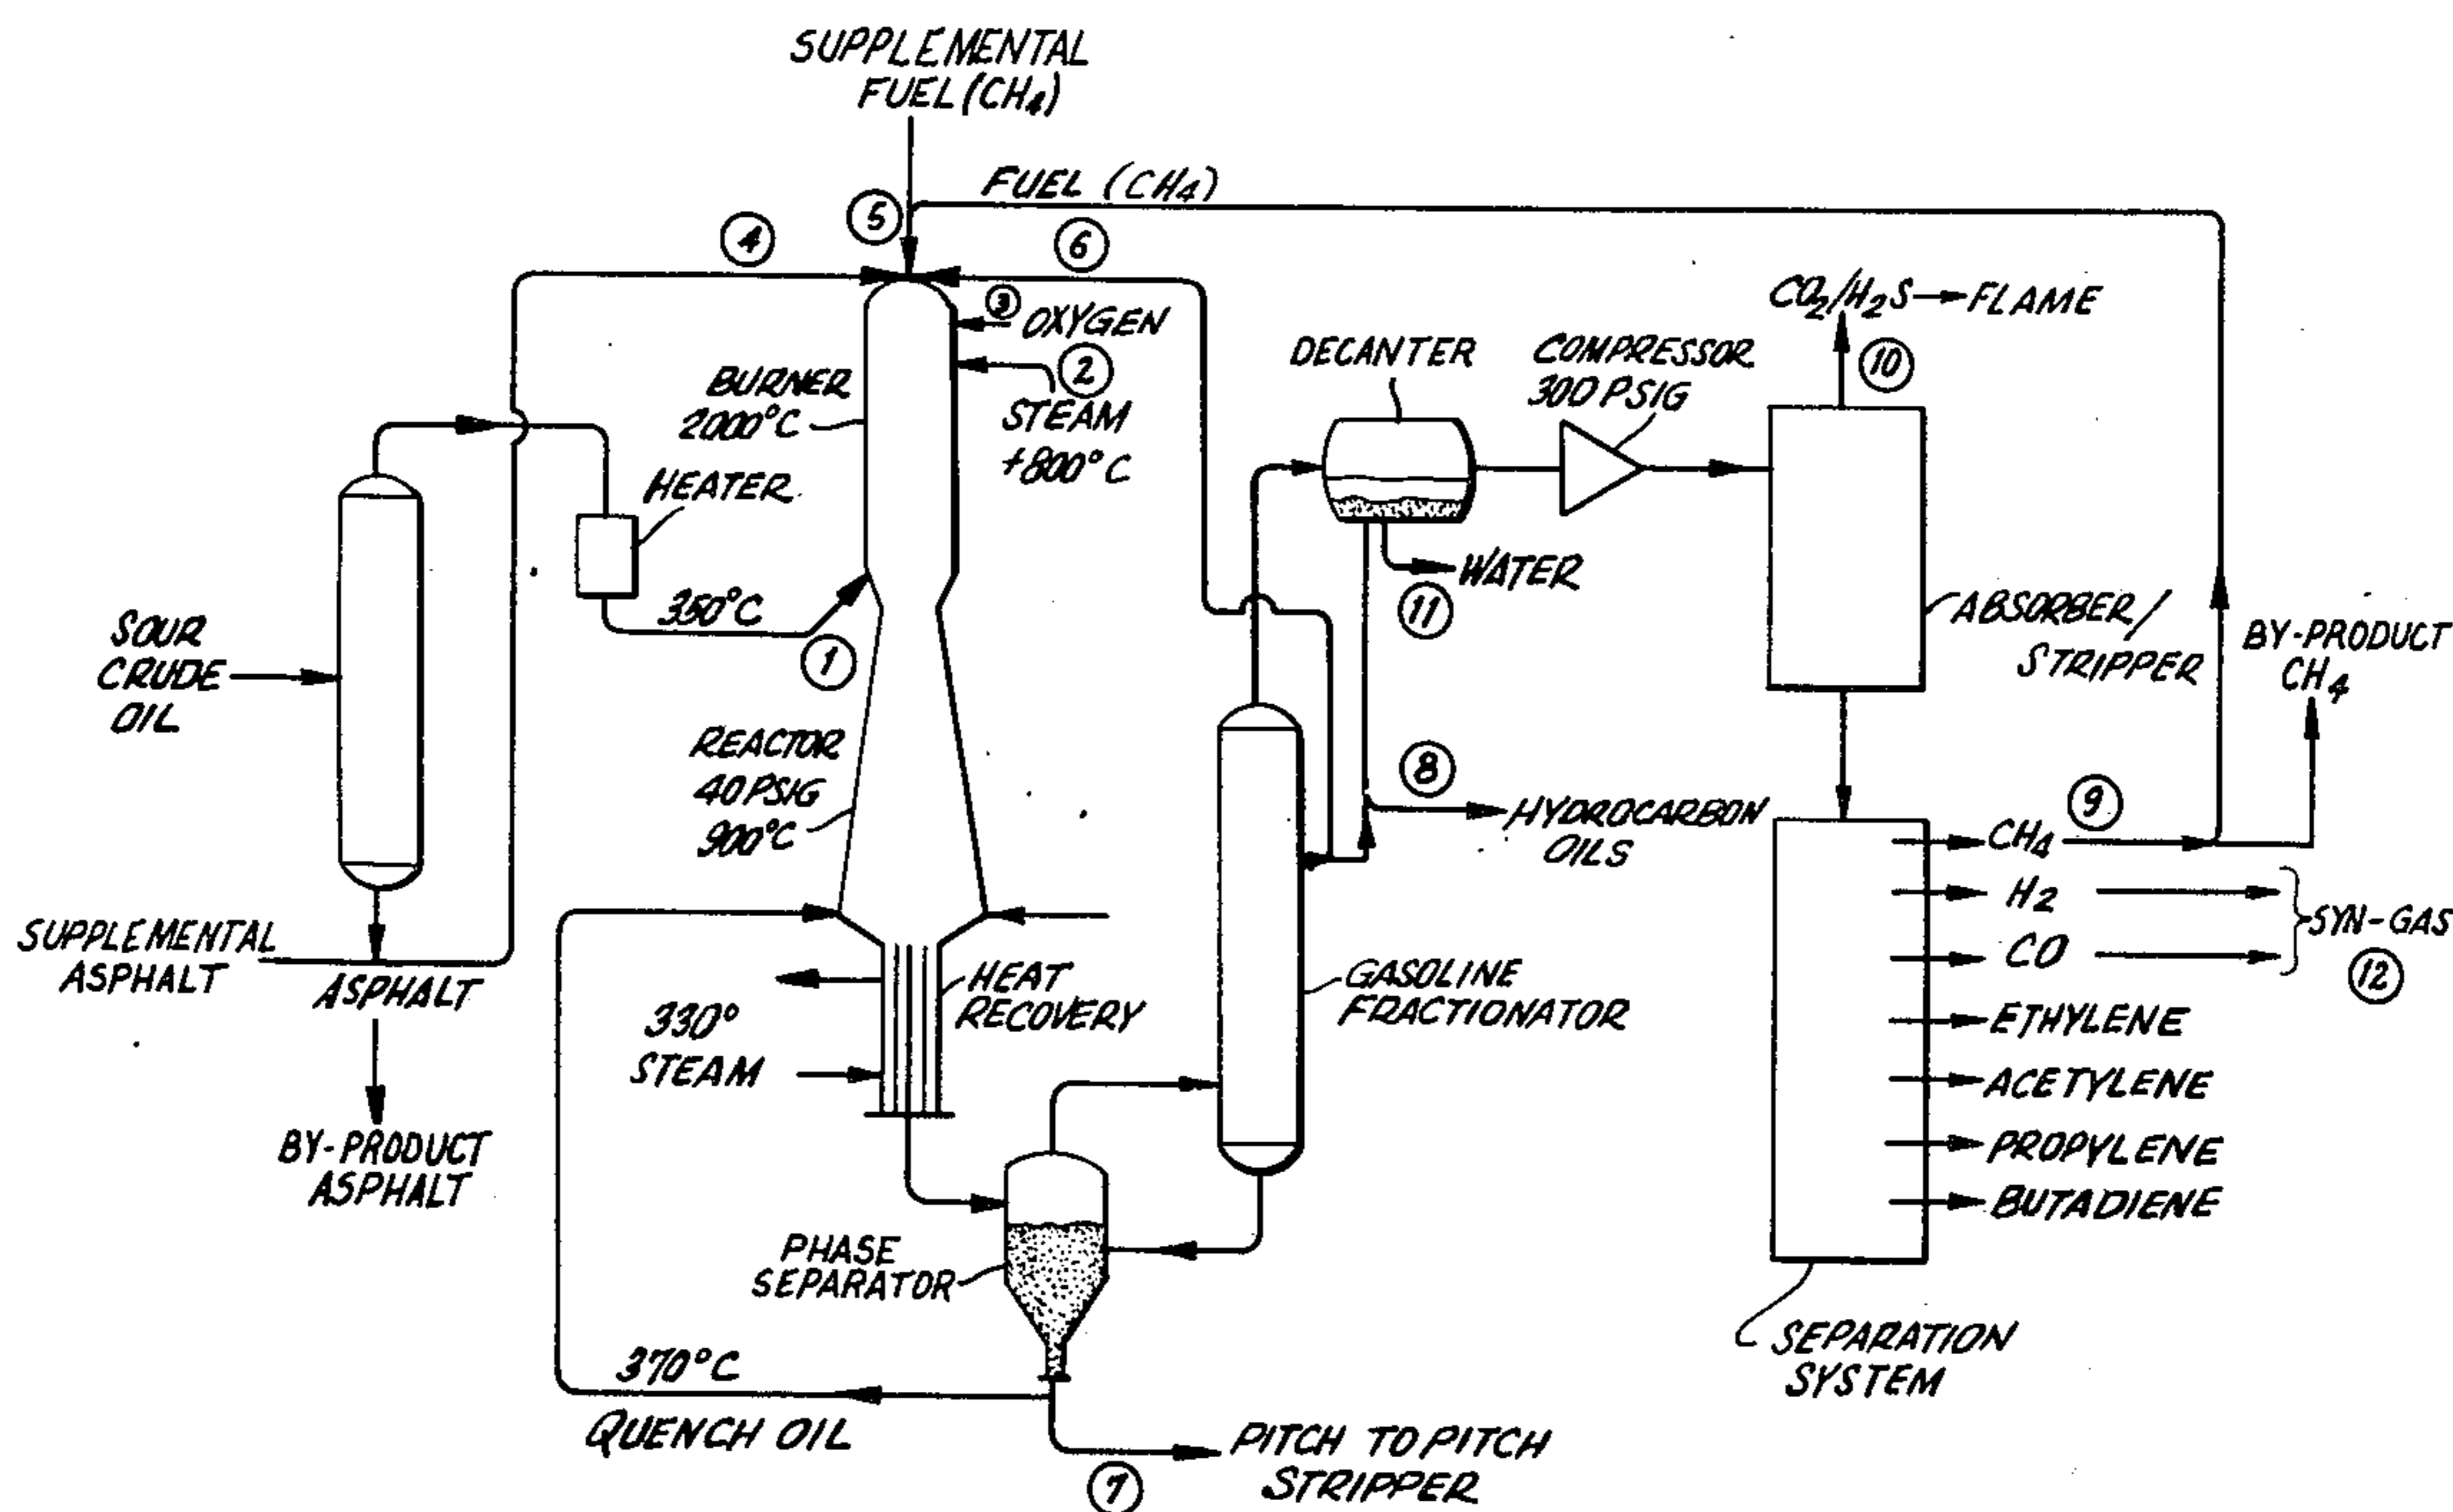 SUPPLEMENTAL
FUEL (CH4)
FUEL (CH4)
5
4
6
3
OXYGEN
2
STEAM
+800°C
BURNER
2000°C
HEATER
350°C
1
SOUR
CRUDE
OIL
REACTOR
40 PSIG
900°C
SUPPLEMENTAL
ASPHALT
ASPHALT
BY-PRODUCT
ASPHALT
330°
STEAM
HEAT
RECOVERY
PHASE
SEPARATOR
370°C
QUENCH OIL
PITCH TO PITCH
STRIPPER
7
GASOLINE
FRACTIONATOR
DECANTER
WATER
11
8
HYDROCARBON
OILS
COMPRESSOR
300 PSIG
CO2/H2S
FLAME
10
ABSORBER/
STRIPPER
BY-PRODUCT
CH4
9
CH4
H2
CO
SYN-GAS
12
ETHYLENE
ACETYLENE
PROPYLENE
BUTADIENE
SEPARATION
SYSTEM